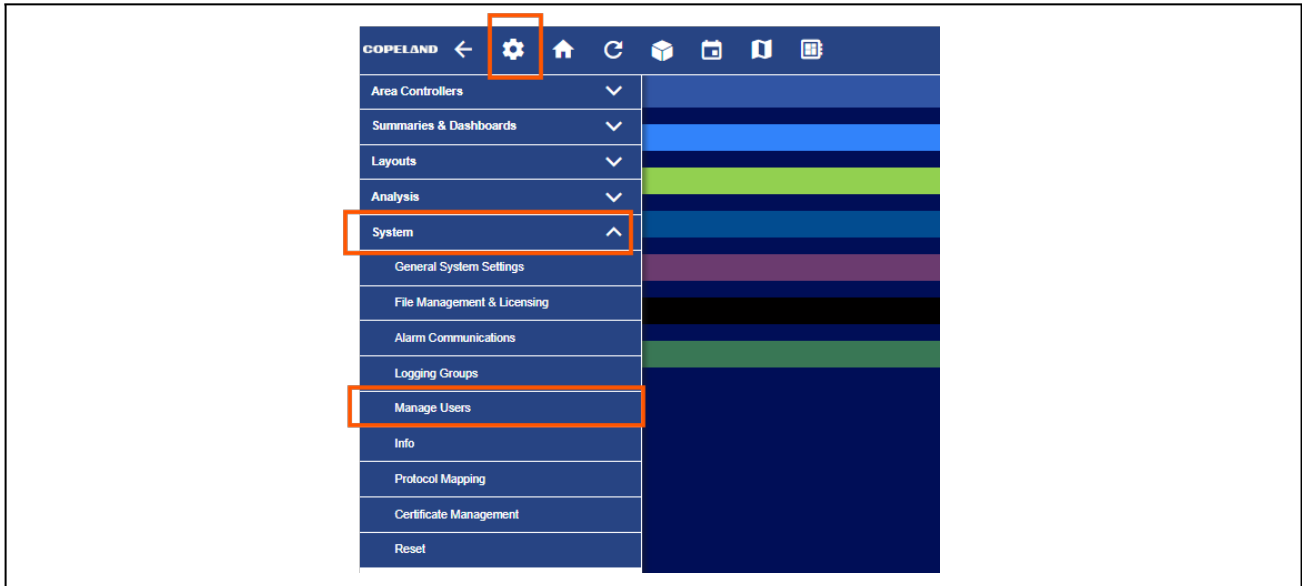 COPELAND
Area Controllers
Summaries & Dashboards
Layouts
Analysis
System
General System Settings
File Management & Licensing
Alarm Communications
Logging Groups
Manage Users
Info
Protocol Mapping
Certificate Management
Reset